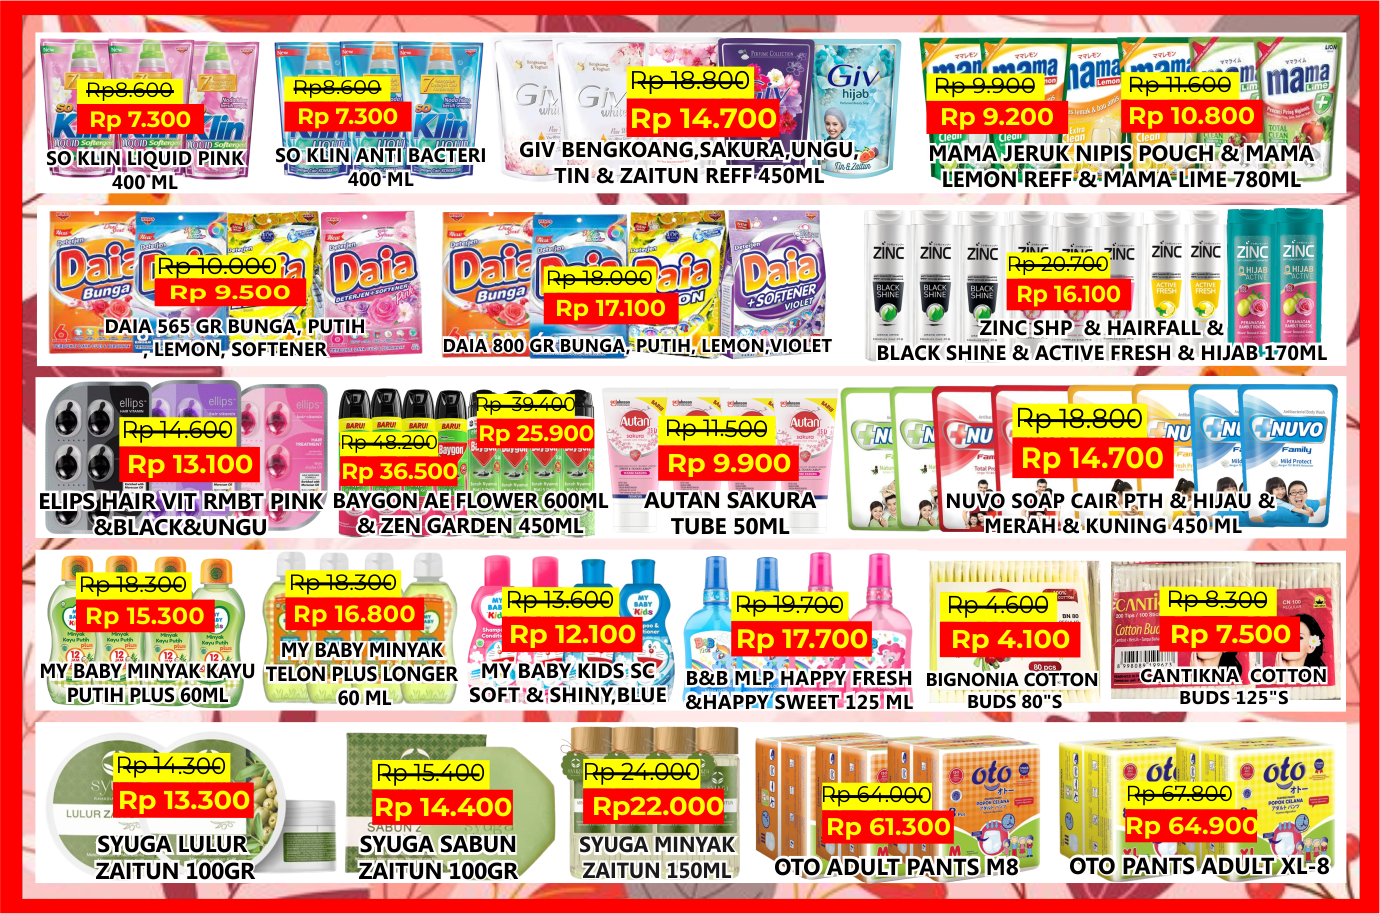 Rp8.600
Rp 7.300
SO KLIN LIQUID PINK
400 ML
Rp8.600
Rp 7.300
SO KLIN ANTI BACTERI
400 ML
Rp 18.800
Rp 14.700
GIV BENGKOANG,SAKURA,UNGU,
TIN & ZAITUN REFF 450ML
Rp 9.900
Rp 9.200
Rp 11.600
Rp 10.800
MAMA JERUK NIPIS POUCH & MAMA
LEMON REFF & MAMA LIME 780ML
Rp 10.000
Rp 9.500
DAIA 565 GR BUNGA, PUTIH
, LEMON, SOFTENER
Rp 18.000
Rp 17.100
DAIA 800 GR BUNGA, PUTIH, LEMON.VIOLET
Rp 20.700
Rp 16.100
ZINC SHP & HAIRFALL &
BLACK SHINE & ACTIVE FRESH & HIJAB 170ML
Rp 14.600
Rp 13.100
ELIPS HAIR VIT RMBT PINK
&BLACK&UNGU
Rp 48.200
Rp 36.500
Rp 39.400
Rp 25.900
BAYGON AE FLOWER 600ML
& ZEN GARDEN 450ML
Rp 11.500
Rp 9.900
AUTAN SAKURA
TUBE 50ML
Rp 18.800
Rp 14.700
NUVO SOAP CAIR PTH & HIJAU &
MERAH & KUNING 450 ML
Rp 18.300
Rp 15.300
MY BABY MINYAK KAYU
PUTIH PLUS 60ML
Rp 18.300
Rp 16.800
MY BABY MINYAK
TELON PLUS LONGER
60 ML
Rp 13.600
Rp 12.100
MY BABY KIDS SC
SOFT & SHINY,BLUE
Rp 19.700
Rp 17.700
B&B MLP HAPPY FRESH
&HAPPY SWEET 125 ML
Rp 4.600
Rp 4.100
BIGNONIA COTTON
BUDS 80"S
Rp 8.300
Rp 7.500
CANTIKNA COTTON
BUDS 125"S
Rp 14.300
Rp 13.300
SYUGA LULUR
ZAITUN 100GR
Rp 15.400
Rp 14.400
SYUGA SABUN
ZAITUN 100GR
Rp 24.000
Rp22.000
SYUGA MINYAK
ZAITUN 150ML
Rp 64.000
Rp 61.300
OTO ADULT PANTS M8
Rp 67.800
Rp 64.900
OTO PANTS ADULT XL-8